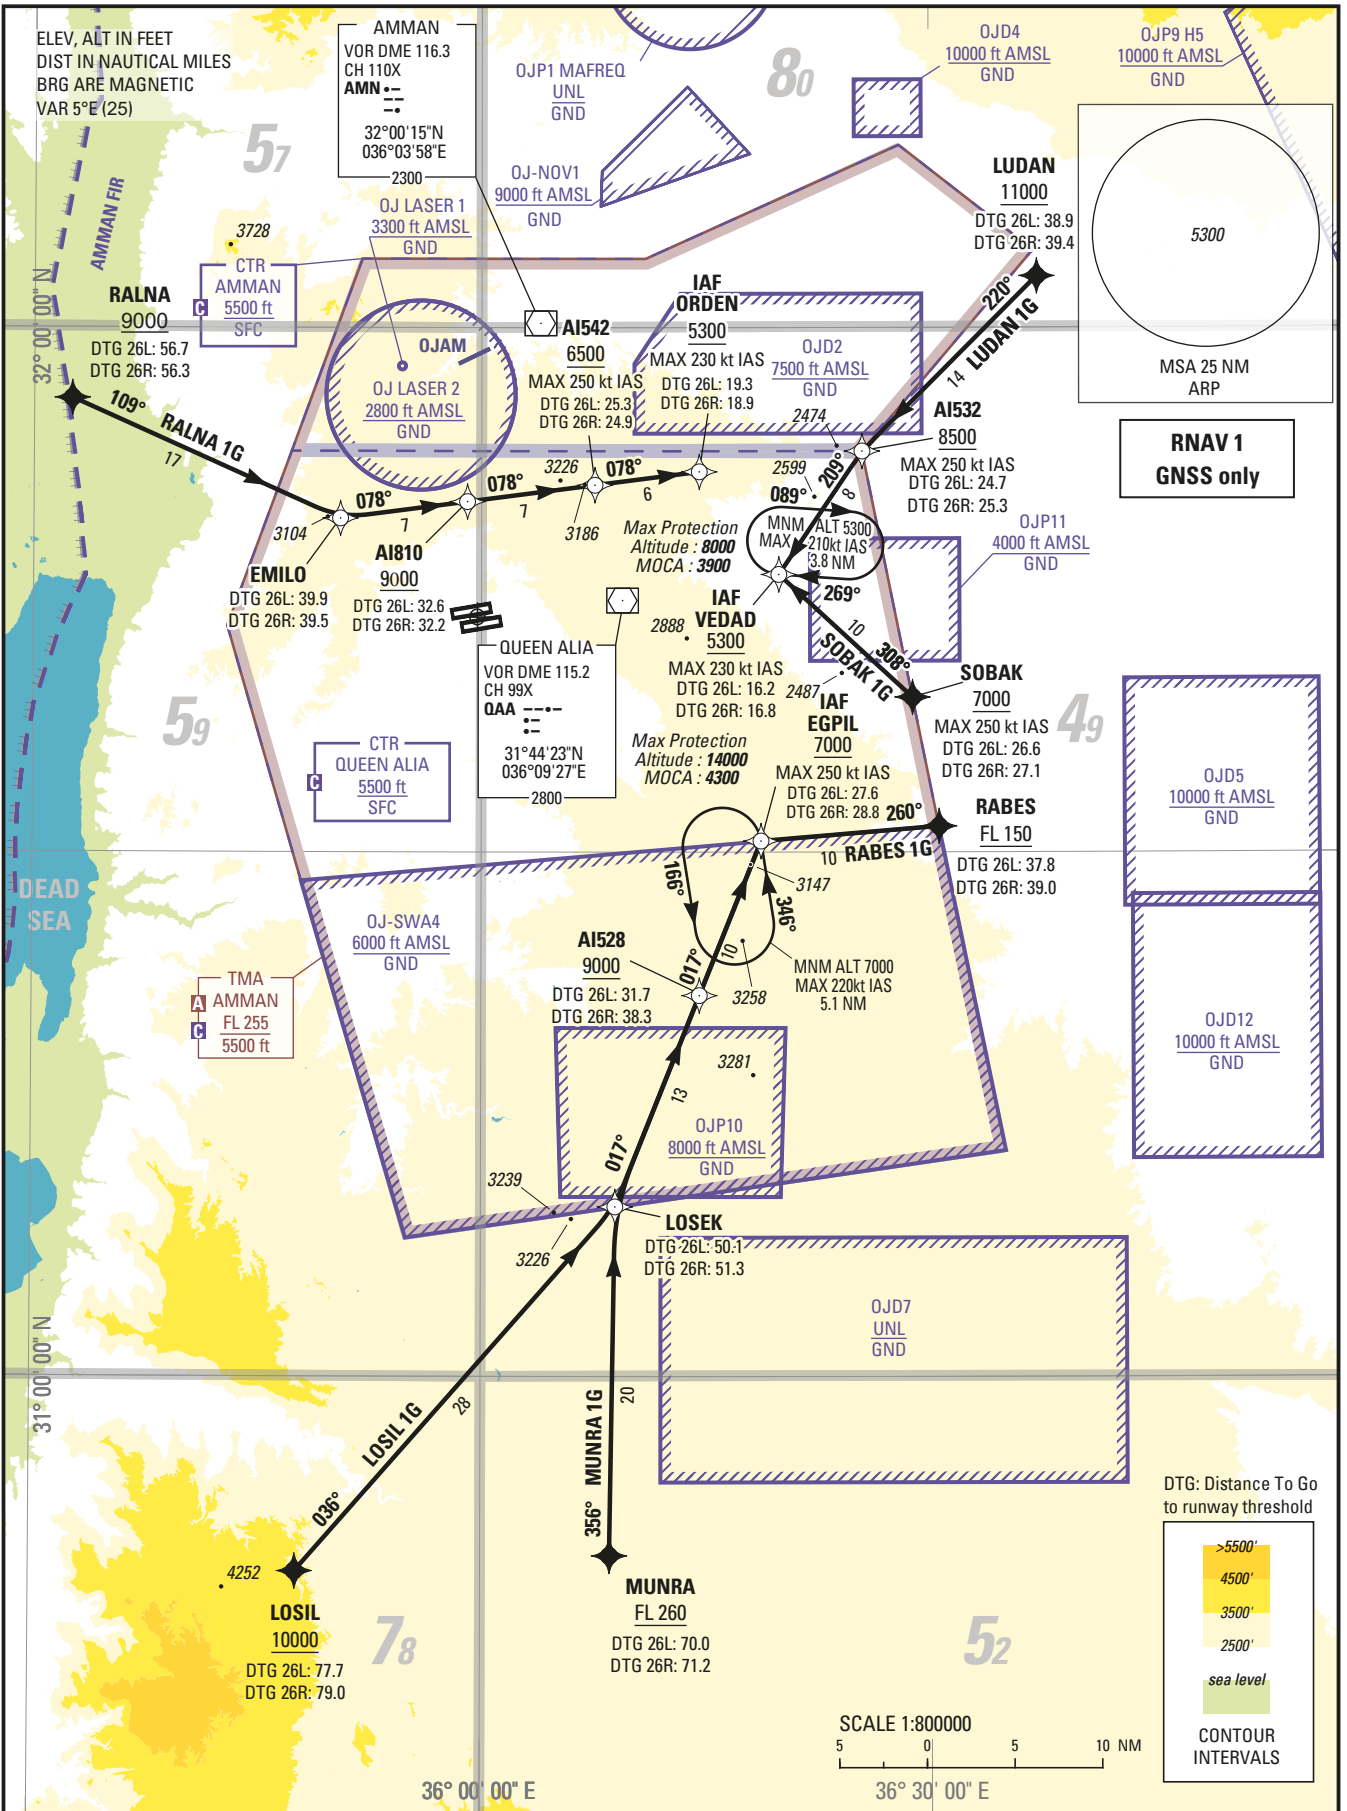 ELEV, ALT IN FEET
DIST IN NAUTICAL MILES
BRG ARE MAGNETIC
VAR 5°E (25)
AMMAN
VOR DME 116.3
CH 110X
AMN
32°00'15"N
036°03'58"E
2300
57
80
OJP1 MAFREQ
UNL
GND
OJ-NOV1
9000 ft AMSL
GND
OJD4
10000 ft AMSL
GND
OJP9 H5
10000 ft AMSL
GND
5300
MSA 25 NM
ARP
RNAV 1
GNSS only
AMMAN FIR
3728
OJ LASER 1
3300 ft AMSL
GND
CTR
AMMAN
C
5500 ft
SFC
32° 00' 00" N
RALNA
9000
DTG 26L: 56.7
DTG 26R: 56.3
109°
RALNA 1G
17
OJAM
OJ LASER 2
2800 ft AMSL
GND
AI542
6500
MAX 250 kt IAS
DTG 26L: 25.3
DTG 26R: 24.9
IAF
ORDEN
5300
MAX 230 kt IAS
DTG 26L: 19.3
DTG 26R: 18.9
OJD2
7500 ft AMSL
GND
LUDAN
11000
DTG 26L: 38.9
DTG 26R: 39.4
220°
LUDAN 1G
14
2474
AI532
8500
MAX 250 kt IAS
DTG 26L: 24.7
DTG 26R: 25.3
2599
209°
8
089°
078°
7
078°
7
3226
078°
6
3104
3186
EMILO
DTG 26L: 39.9
DTG 26R: 39.5
AI810
9000
DTG 26L: 32.6
DTG 26R: 32.2
Max Protection
Altitude : 8000
MOCA : 3900
MNM ALT 5300
MAX 210kt IAS
3.8 NM
269°
OJP11
4000 ft AMSL
GND
IAF
VEDAD
5300
MAX 230 kt IAS
DTG 26L: 16.2
DTG 26R: 16.8
2888
2487
10
SOBAK 1G
308°
SOBAK
7000
MAX 250 kt IAS
DTG 26L: 26.6
DTG 26R: 27.1
QUEEN ALIA
VOR DME 115.2
CH 99X
QAA
31°44'23"N
036°09'27"E
2800
59
49
CTR
QUEEN ALIA
C
5500 ft
SFC
Max Protection
Altitude : 14000
MOCA : 4300
IAF
EGPIL
7000
MAX 250 kt IAS
DTG 26L: 27.6
DTG 26R: 28.8
260°
10
RABES 1G
RABES
FL 150
DTG 26L: 37.8
DTG 26R: 39.0
OJD5
10000 ft AMSL
GND
DEAD
SEA
166°
346°
3147
OJ-SWA4
6000 ft AMSL
GND
AI528
9000
DTG 26L: 31.7
DTG 26R: 38.3
017°
10
3258
MNM ALT 7000
MAX 220kt IAS
5.1 NM
TMA
A
AMMAN
C
FL 255
5500 ft
OJD12
10000 ft AMSL
GND
3281
13
OJP10
8000 ft AMSL
GND
017°
3239
3226
LOSEK
DTG 26L: 50.1
DTG 26R: 51.3
OJD7
UNL
GND
31° 00' 00" N
LOSIL 1G
28
036°
MUNRA 1G
20
356°
4252
LOSIL
10000
DTG 26L: 77.7
DTG 26R: 79.0
MUNRA
FL 260
DTG 26L: 70.0
DTG 26R: 71.2
78
52
DTG: Distance To Go
to runway threshold
>5500'
4500'
3500'
2500'
sea level
CONTOUR
INTERVALS
SCALE 1:800000
5 0 5 10 NM
36° 00' 00" E
36° 30' 00" E